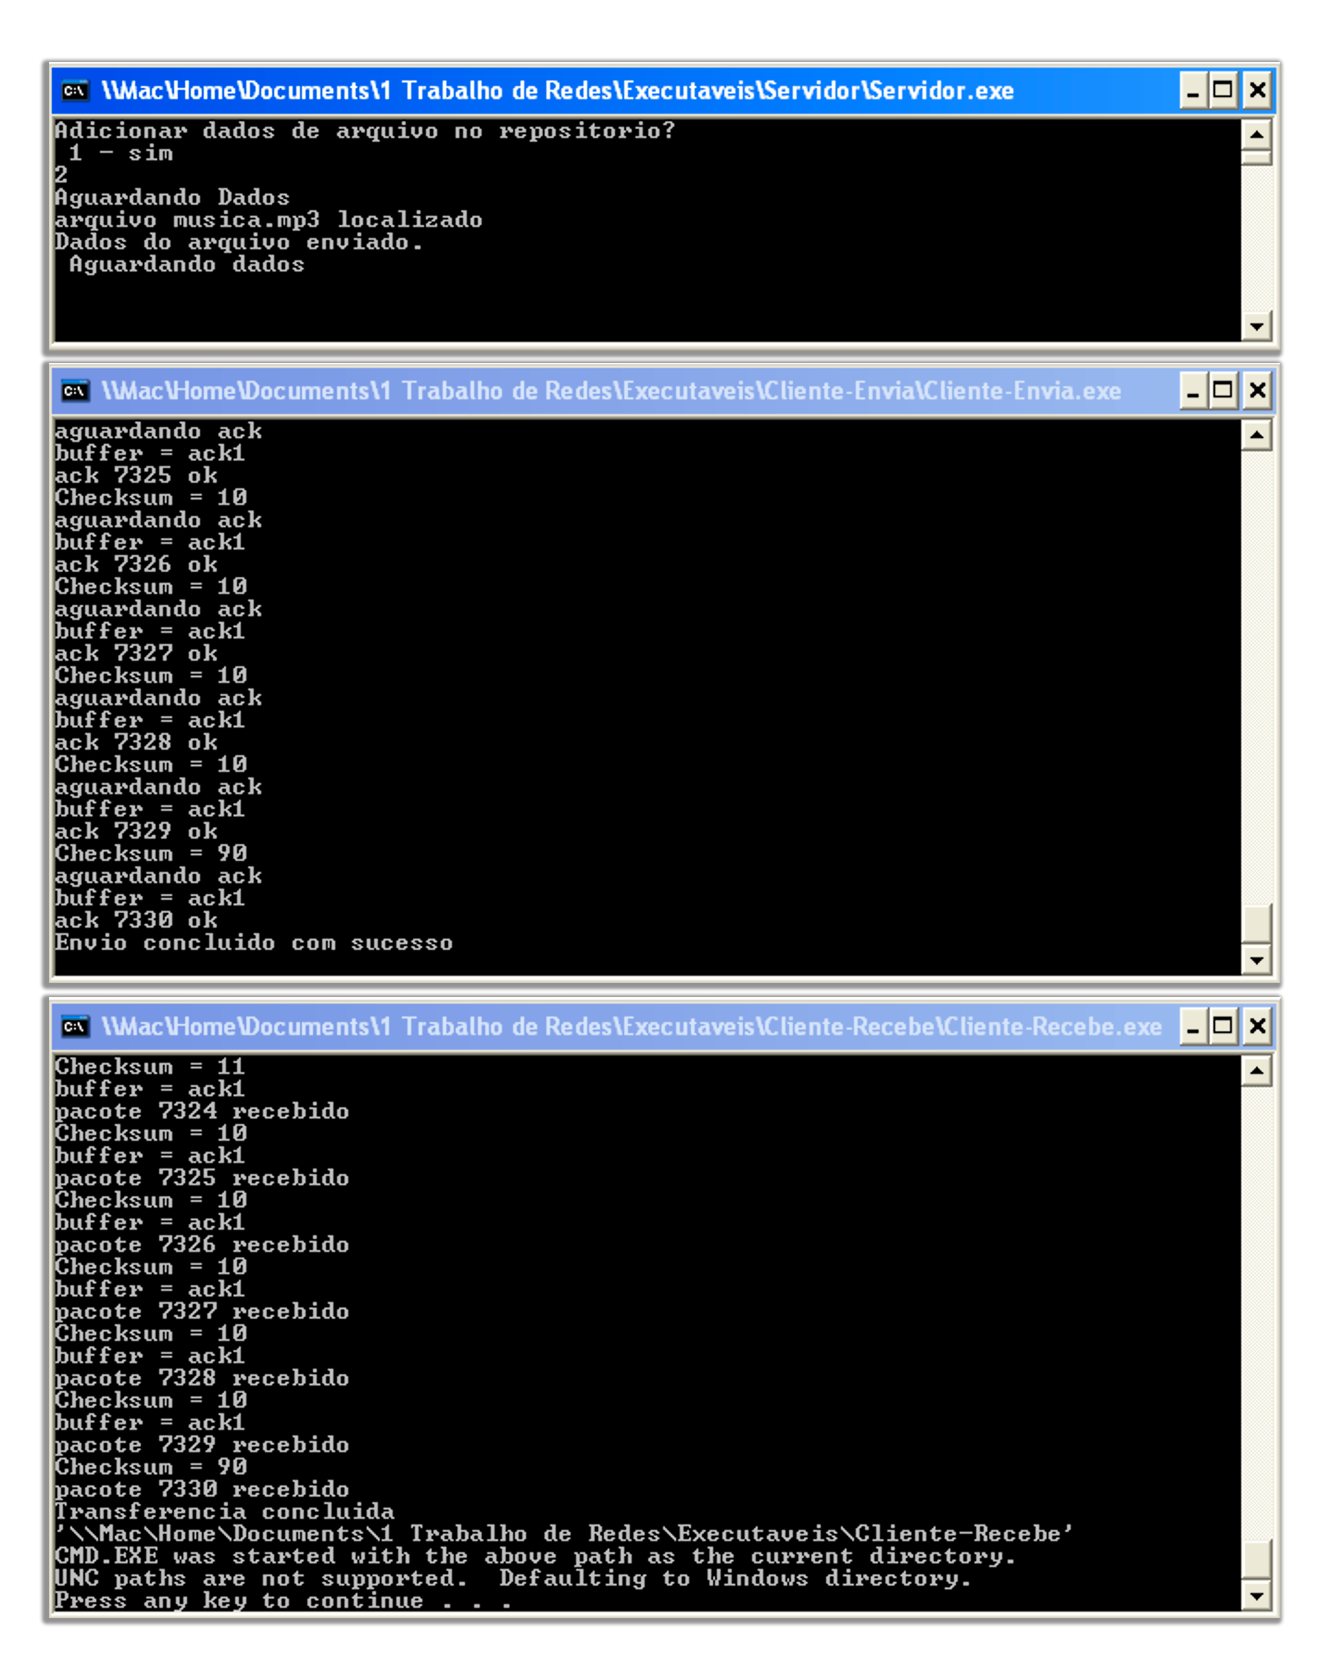 \\Mac\Home\Documents\1 Trabalho de Redes\Executaveis\Servidor\Servidor.exe
Adicionar dados de arquivo no repositorio?
1 - sim
2
Aguardando Dados
arquivo musica.mp3 localizado
Dados do arquivo enviado.
Aguardando dados
\\Mac\Home\Documents\1 Trabalho de Redes\Executaveis\Cliente-Envia\Cliente-Envia.exe
aguardando ack
buffer = ack1
ack 7325 ok
Checksum = 10
aguardando ack
buffer = ack1
ack 7326 ok
Checksum = 10
aguardando ack
buffer = ack1
ack 7327 ok
Checksum = 10
aguardando ack
buffer = ack1
ack 7328 ok
Checksum = 10
aguardando ack
buffer = ack1
ack 7329 ok
Checksum = 90
aguardando ack
buffer = ack1
ack 7330 ok
Envio concluido com sucesso
\\Mac\Home\Documents\1 Trabalho de Redes\Executaveis\Cliente-Recebe\Cliente-Recebe.exe
Checksum = 11
buffer = ack1
pacote 7324 recebido
Checksum = 10
buffer = ack1
pacote 7325 recebido
Checksum = 10
buffer = ack1
pacote 7326 recebido
Checksum = 10
buffer = ack1
pacote 7327 recebido
Checksum = 10
buffer = ack1
pacote 7328 recebido
Checksum = 10
buffer = ack1
pacote 7329 recebido
Checksum = 90
pacote 7330 recebido
Transferencia concluida
'\\Mac\Home\Documents\1 Trabalho de Redes\Executaveis\Cliente-Recebe'
CMD.EXE was started with the above path as the current directory.
UNC paths are not supported.  Defaulting to Windows directory.
Press any key to continue . . .